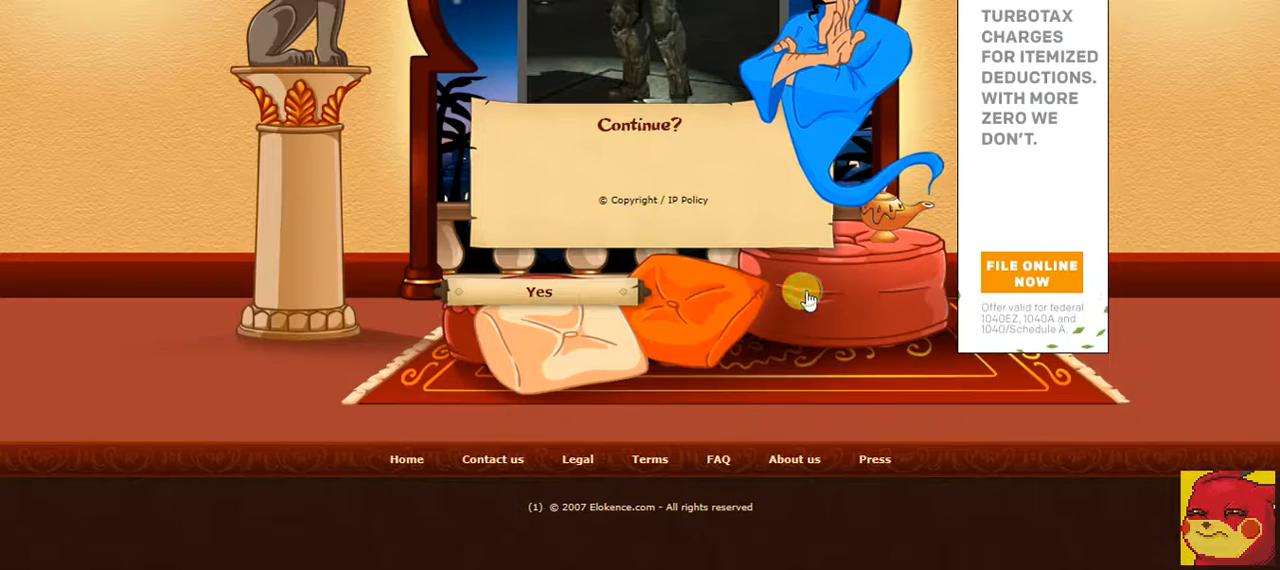 TURBOTAX
CHARGES
FOR ITEMIZED
DEDUCTIONS.
WITH MORE
ZERO WE
DON'T.
Continue?
© Copyright / IP Policy
FILE ONLINE
NOW
Yes
Offer valid for federal
1040EZ, 1040A and
1040/Schedule A.
Home Contact us Legal Terms FAQ About us Press
(1) © 2007 Elokence.com - All rights reserved